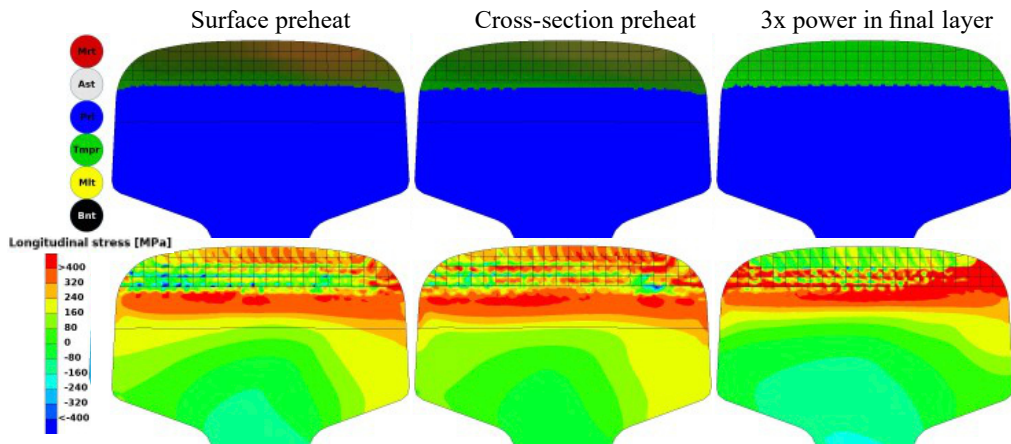 Surface preheat
Cross-section preheat
3x power in final layer
Mrt
Ast
Prl
Tmpr
Mlt
Bnt
Longitudinal stress [MPa]
>400
320
240
160
80
0
-80
-160
-240
-320
<-400